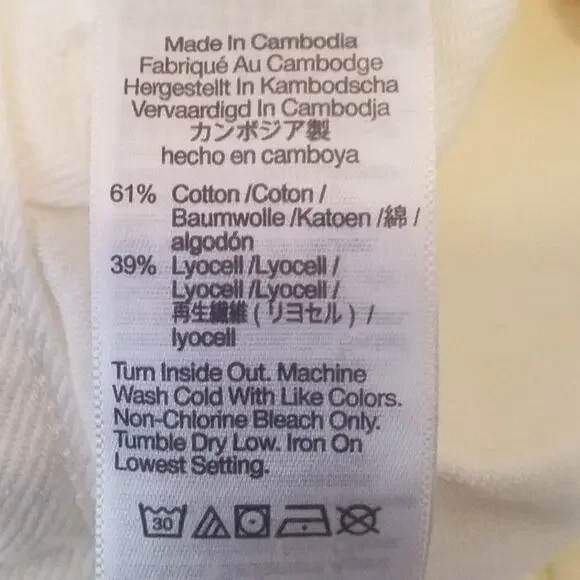 Made In Cambodia
Fabriqué Au Cambodge
Hergestellt In Kambodscha
Vervaardigd In Cambodja
カンボジア製
hecho en camboya
61% Cotton /Coton /
Baumwolle /Katoen /綿 /
algodón
39% Lyocell /Lyocell /
Lyocell /Lyocell /
再生繊維 ( リヨセル ) /
lyocell
Turn Inside Out. Machine
Wash Cold With Like Colors.
Non-Chlorine Bleach Only.
Tumble Dry Low. Iron On
Lowest Setting.
30